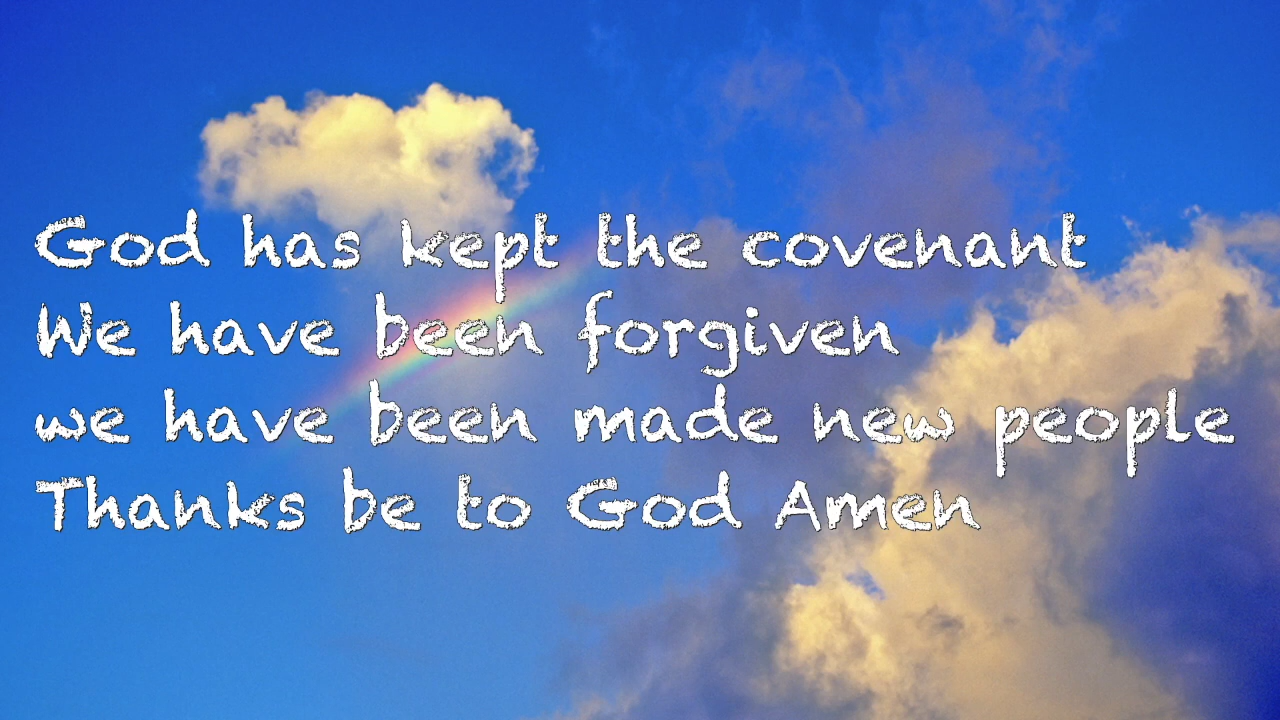 God has kept the covenant
We have been forgiven
we have been made new people
Thanks be to God Amen